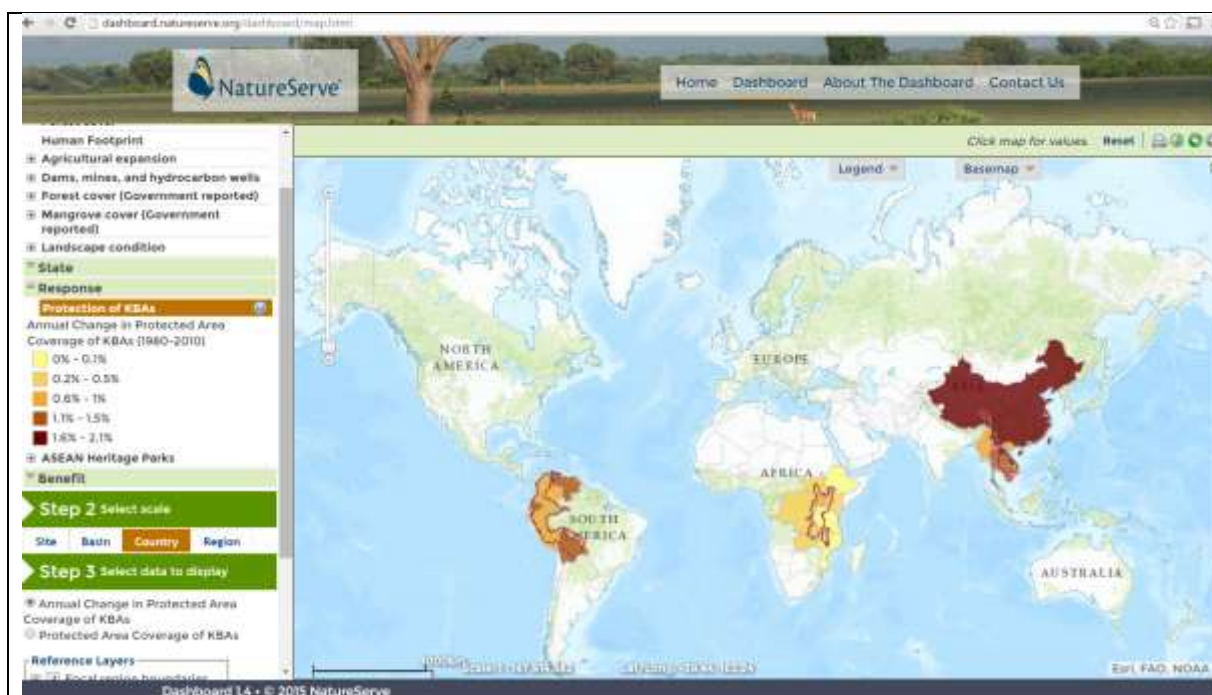 dashboard.natureserve.org/dashboard/map.html
NatureServe
Home Dashboard About The Dashboard Contact Us
Human Footprint
Agricultural expansion
Dams, mines, and hydrocarbon wells
Forest cover (Government reported)
Mangrove cover (Government
reported)
Landscape condition
State
Response
Protection of KBAs
Annual Change in Protected Area
Coverage of KBAs (1980-2010)
0% - 0.1%
0.2% - 0.5%
0.6% - 1%
1.1% - 1.5%
1.6% - 2.1%
ASEAN Heritage Parks
Benefit
Step 2 Select scale
Site Basin Country Region
Step 3 Select data to display
Annual Change in Protected Area
Coverage of KBAs
Protected Area Coverage of KBAs
Reference Layers
Focal region boundaries
Click map for values. Reset
Legend Basemap
NORTH
AMERICA
EUROPE
AFRICA
SOUTH
AMERICA
AUSTRALIA
Esri, FAO, NOAA
Dashboard 1.4 • © 2015 NatureServe